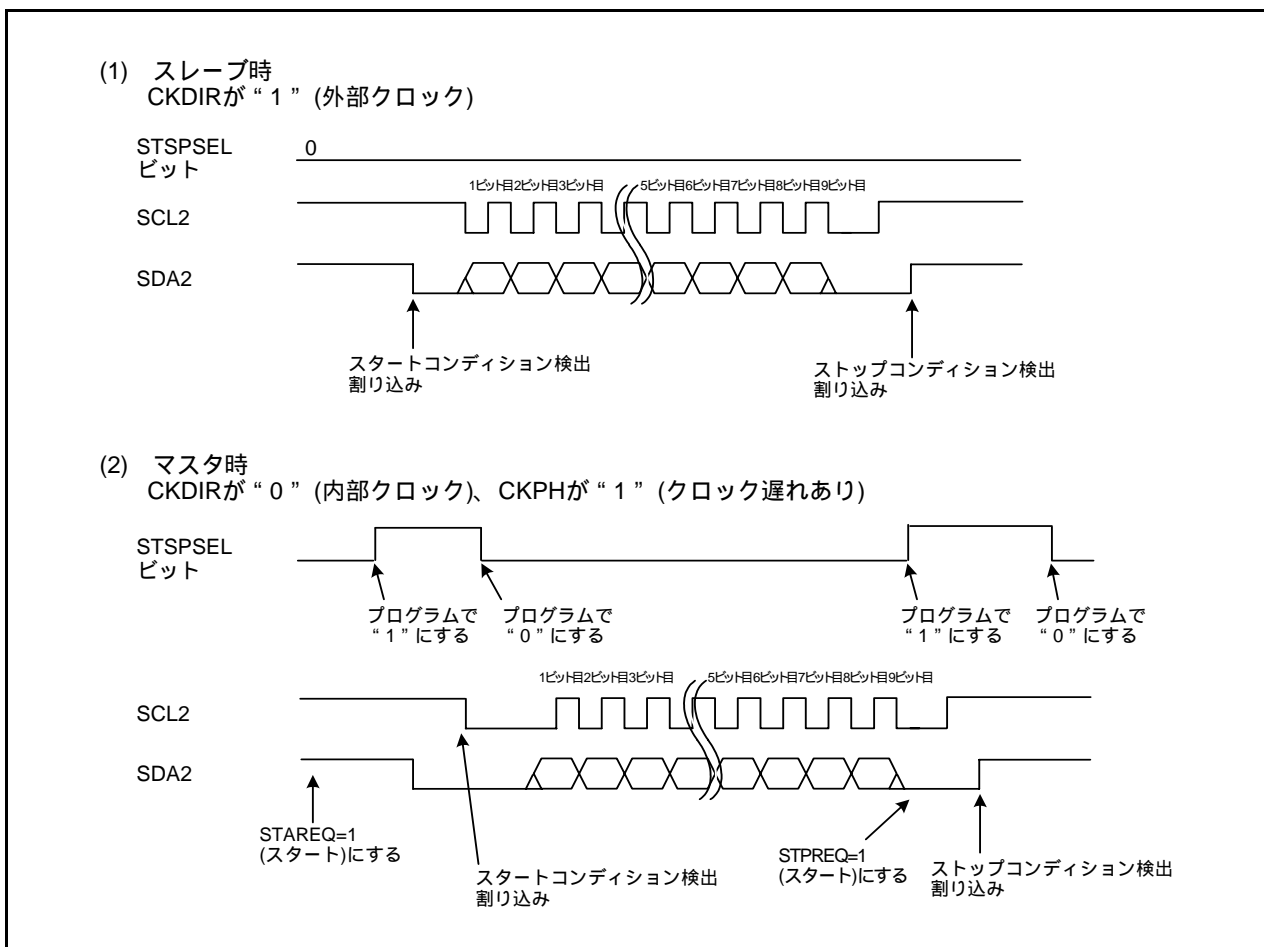 (1) スレーブ時
CKDIRが“1”(外部クロック)
STSPSEL
ビット
0
1ビット目2ビット目3ビット目
5ビット目6ビット目7ビット目8ビット目9ビット目
SCL2
SDA2
スタートコンディション検出
割り込み
ストップコンディション検出
割り込み
(2) マスタ時
CKDIRが“0”(内部クロック)、CKPHが“1”(クロック遅れあり)
STSPSEL
ビット
プログラムで
“1”にする
プログラムで
“0”にする
プログラムで
“1”にする
プログラムで
“0”にする
1ビット目2ビット目3ビット目
5ビット目6ビット目7ビット目8ビット目9ビット目
SCL2
SDA2
STAREQ=1
(スタート)にする
スタートコンディション検出
割り込み
STPREQ=1
(スタート)にする
ストップコンディション検出
割り込み